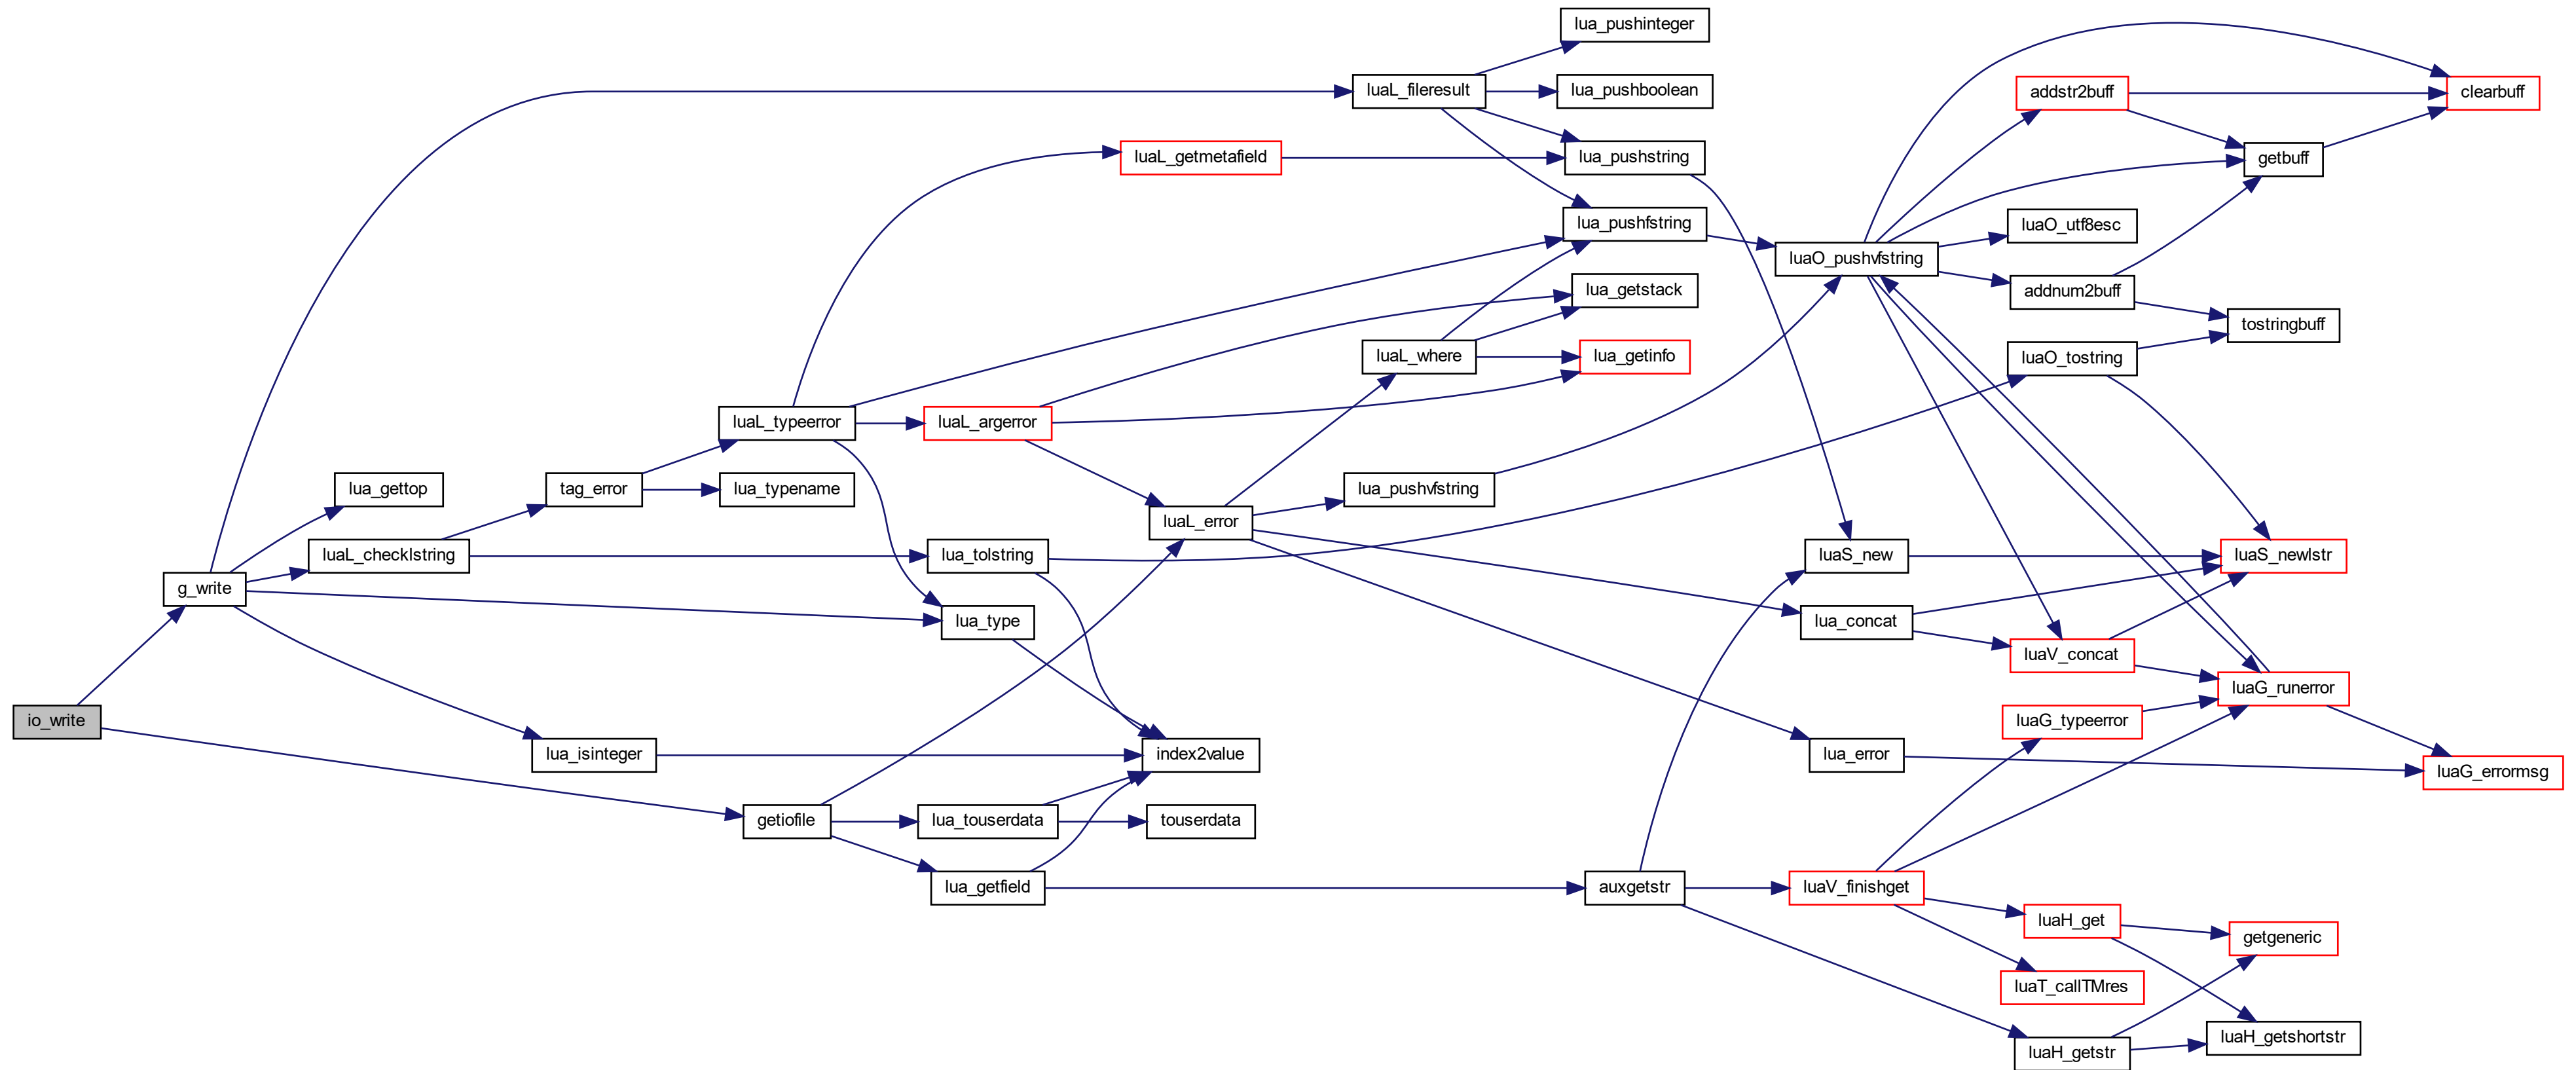 lua_pushinteger
luaL_fileresult
lua_pushboolean
addstr2buff
clearbuff
luaL_getmetafield
lua_pushstring
getbuff
lua_pushfstring
luaO_utf8esc
luaO_pushvfstring
lua_getstack
addnum2buff
tostringbuff
luaL_where
lua_getinfo
luaO_tostring
luaL_typeerror
luaL_argerror
lua_gettop
tag_error
lua_typename
lua_pushvfstring
luaL_error
luaL_checklstring
lua_tolstring
luaS_new
luaS_newlstr
g_write
lua_type
lua_concat
luaV_concat
luaG_runerror
io_write
luaG_typeerror
lua_isinteger
index2value
lua_error
luaG_errormsg
getiofile
lua_touserdata
touserdata
lua_getfield
auxgetstr
luaV_finishget
luaH_get
getgeneric
luaT_callTMres
luaH_getstr
luaH_getshortstr